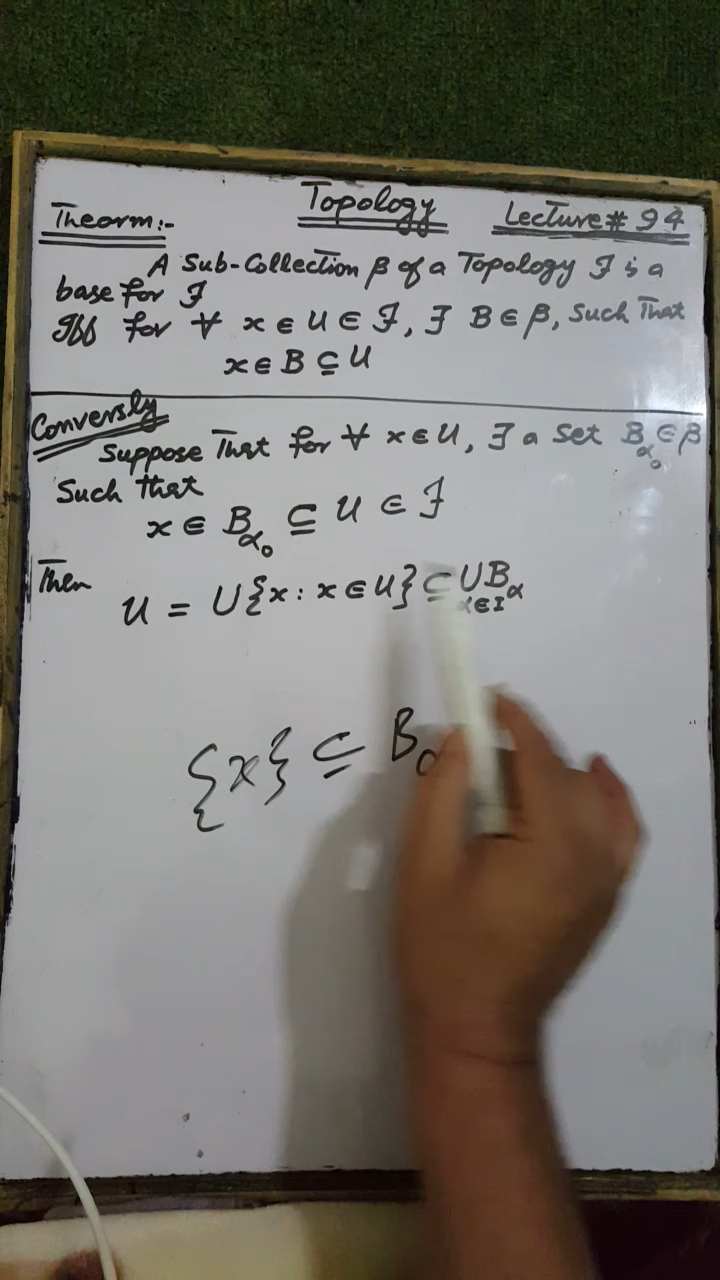 Topology
Theorm:- Lecture # 94
A Sub-Collection β of a Topology ℱ is a
base for ℱ
Iff for ∀ x ∈ U ∈ ℱ, ∃ B ∈ β, Such That
x ∈ B ⊆ U
Conversly
Suppose That for ∀ x ∈ U, ∃ a Set B_α₀ ∈ β
Such that
x ∈ B_α₀ ⊆ U ∈ ℱ
Then
U = ∪{x : x ∈ U} ⊆ ∪B_α
α∈I
{x} ⊆ B